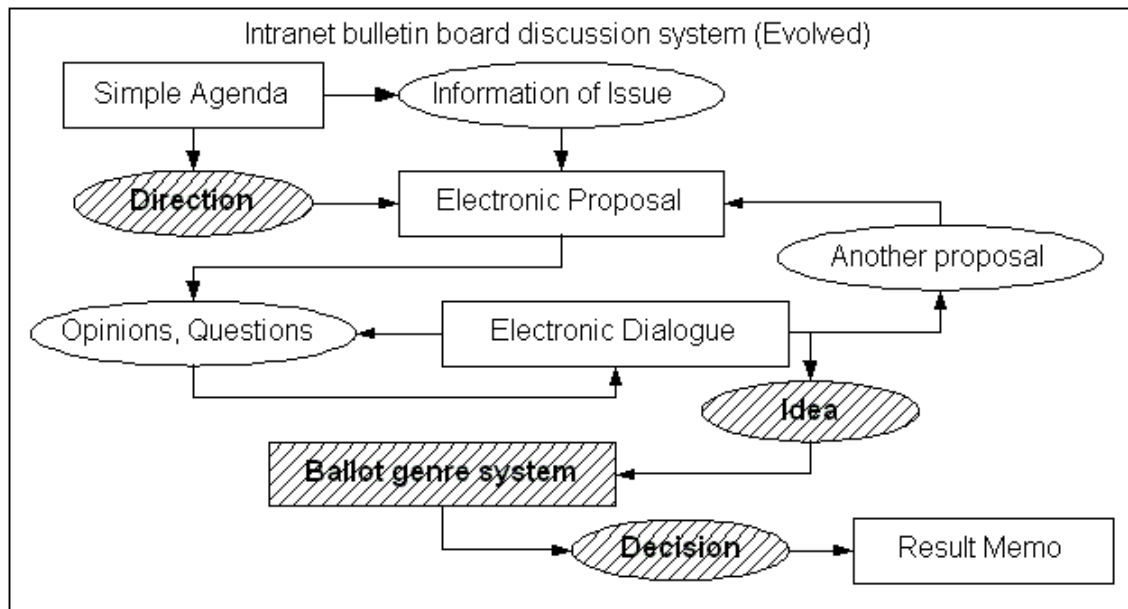 Intranet bulletin board discussion system (Evolved)
Simple Agenda
Information of Issue
Direction
Electronic Proposal
Another proposal
Opinions, Questions
Electronic Dialogue
Idea
Ballot genre system
Decision
Result Memo